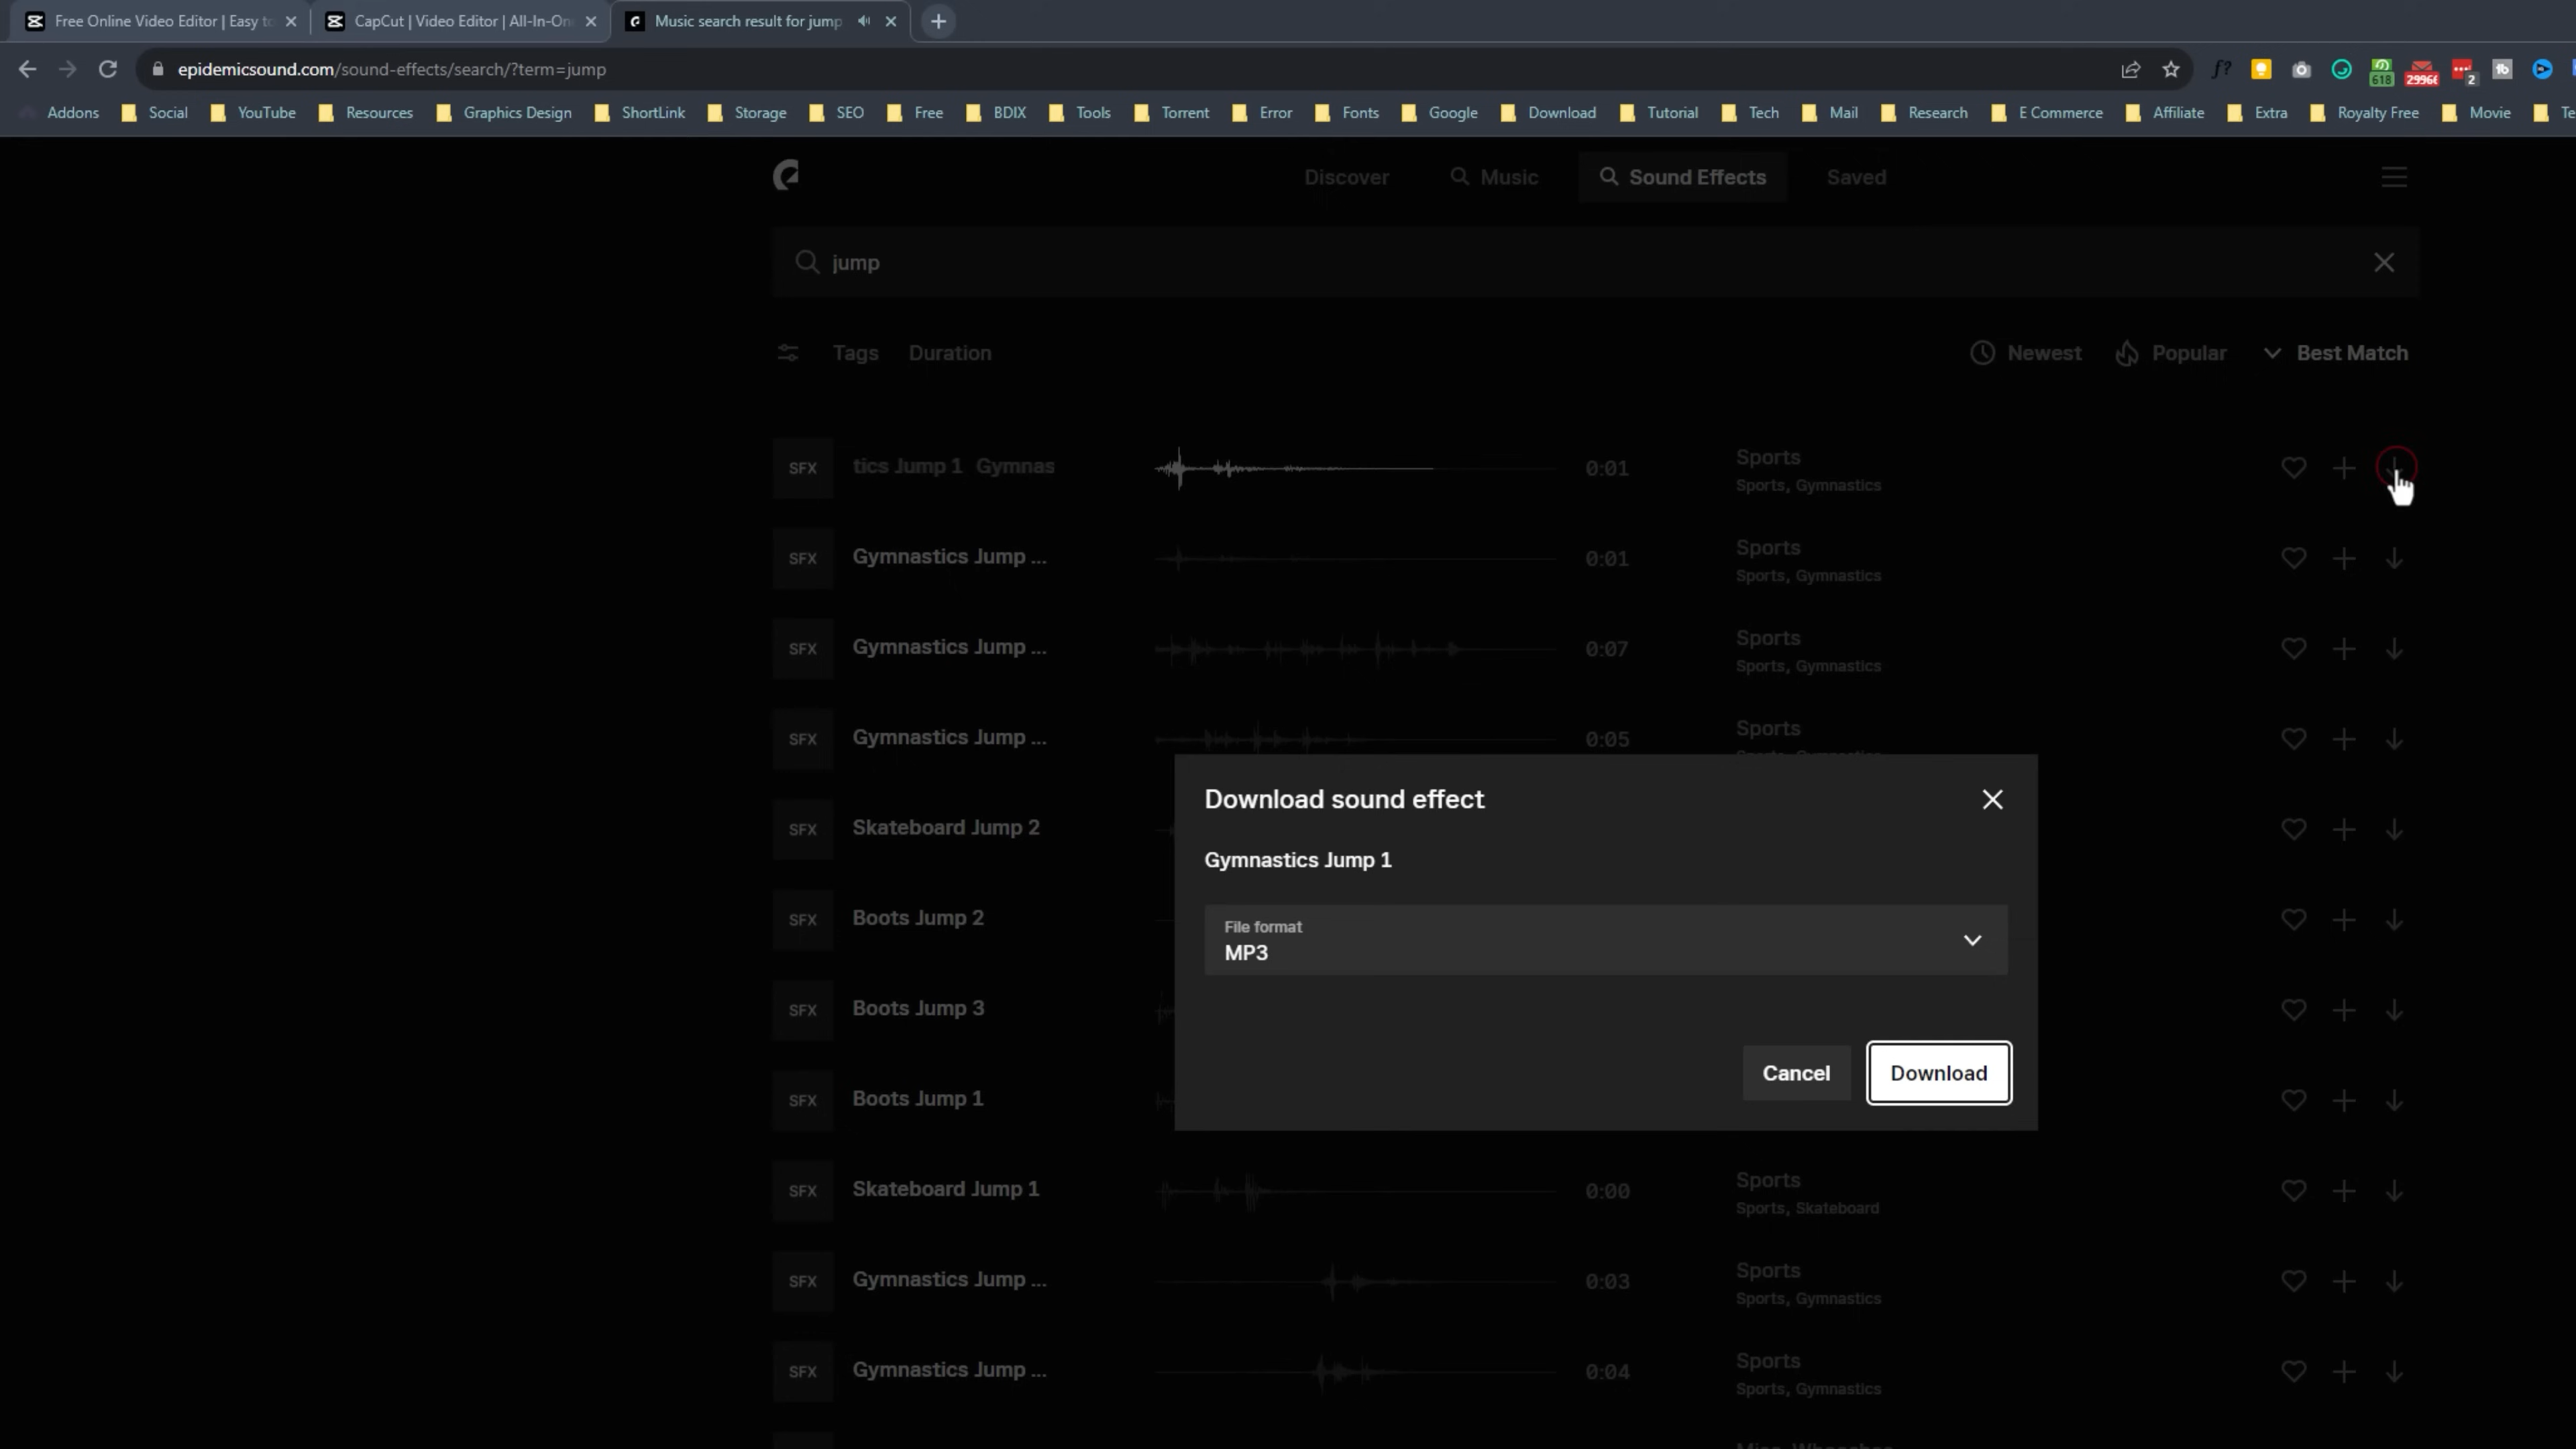 Free Online Video Editor | Easy to
CapCut | Video Editor | All-In-One
Music search result for jump
epidemicsound.com/sound-effects/search/?term=jump
618
2996
2
Addons Social YouTube Resources Graphics Design ShortLink Storage SEO Free BDIX Tools Torrent Error Fonts Google Download Tutorial Tech Mail Research E Commerce Affiliate Extra Royalty Free Movie Te
Discover Music Sound Effects Saved
jump
Tags Duration Newest Popular Best Match
SFX tics Jump 1 Gymnas 0:01 Sports
Sports, Gymnastics
SFX Gymnastics Jump ... 0:01 Sports
Sports, Gymnastics
SFX Gymnastics Jump ... 0:07 Sports
Sports, Gymnastics
SFX Gymnastics Jump ... 0:05 Sports
SFX Skateboard Jump 2
SFX Boots Jump 2
SFX Boots Jump 3
SFX Boots Jump 1
Download sound effect
Gymnastics Jump 1
File format
MP3
Cancel Download
SFX Skateboard Jump 1 0:00 Sports
Sports, Skateboard
SFX Gymnastics Jump ... 0:03 Sports
Sports, Gymnastics
SFX Gymnastics Jump ... 0:04 Sports
Sports, Gymnastics